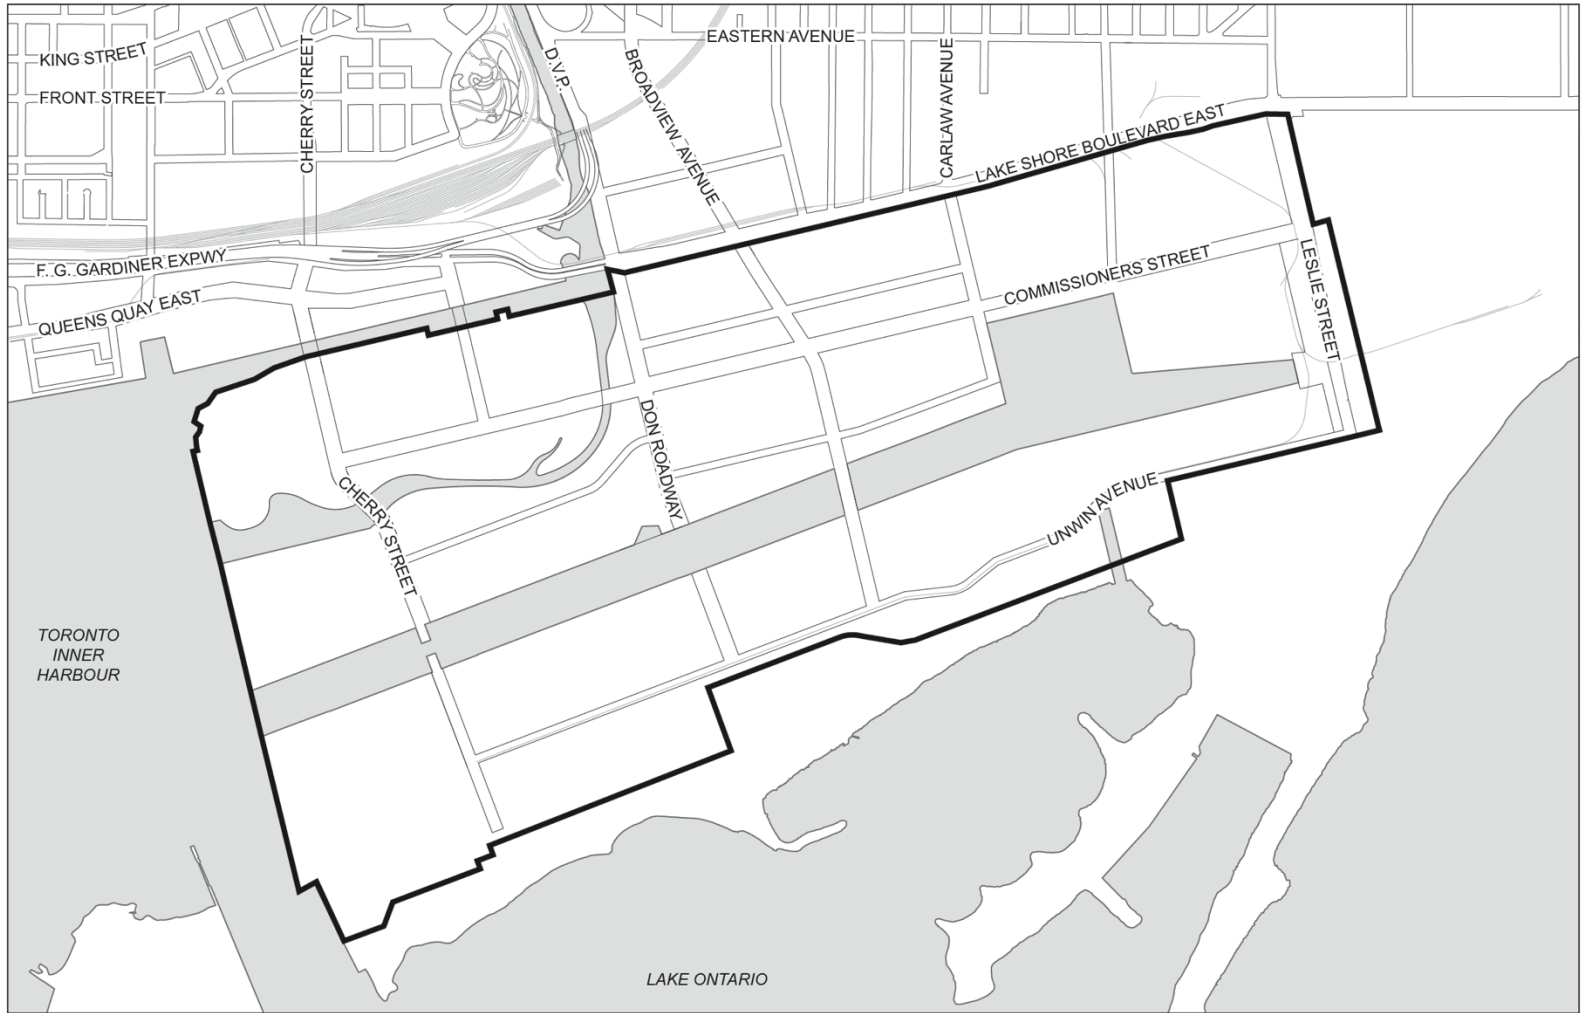 EASTERN AVENUE
KING STREET
FRONT STREET
CHERRY STREET
D.V.P.
BROADVIEW AVENUE
CARLAW AVENUE
LAKE SHORE BOULEVARD EAST
F. G. GARDINER EXPWY
QUEENS QUAY EAST
COMMISSIONERS STREET
LESLIE STREET
DON ROADWAY
CHERRY STREET
UNWIN AVENUE
TORONTO
INNER
HARBOUR
LAKE ONTARIO